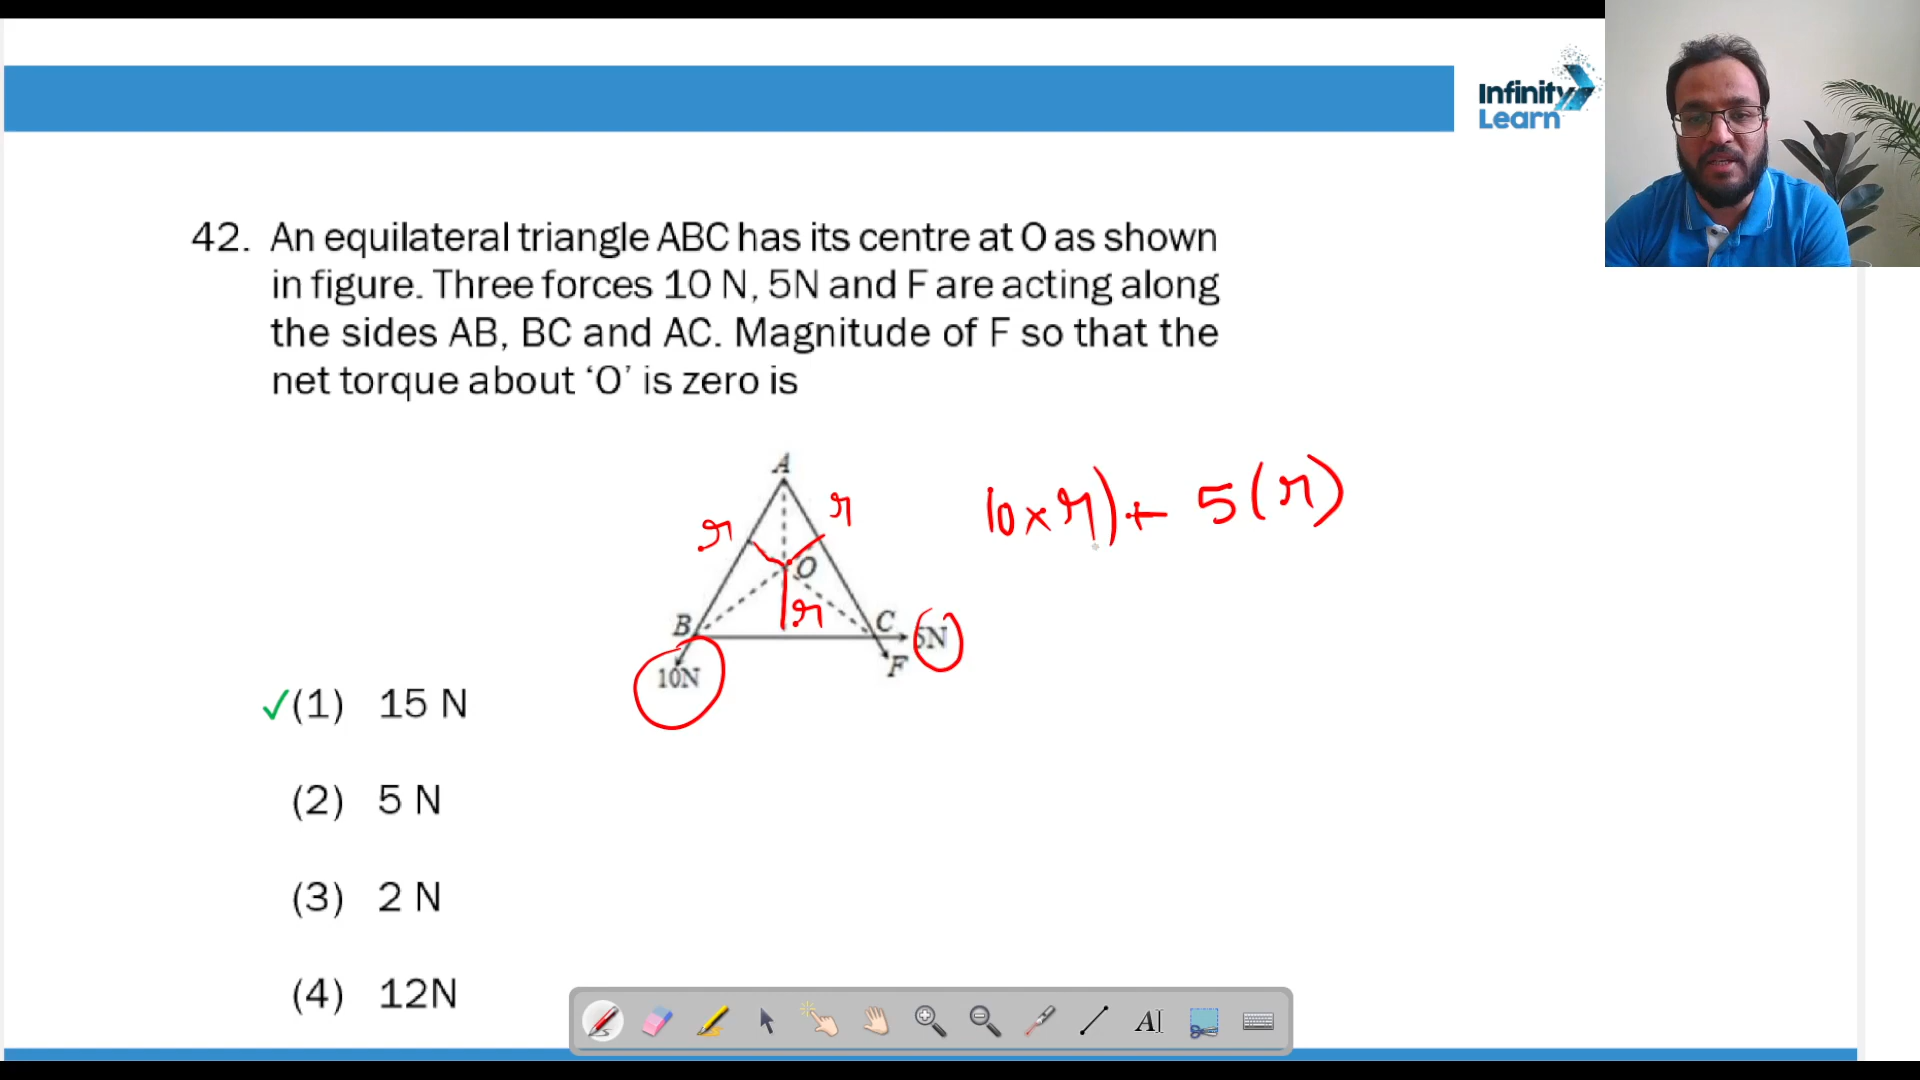 Infinity
Learn
42. An equilateral triangle ABC has its centre at O as shown
in figure. Three forces 10 N, 5N and F are acting along
the sides AB, BC and AC. Magnitude of F so that the
net torque about ‘O’ is zero is
A
r
r
10 x r) + 5 (r)
O
B
r
C
5N
10N
F
✓(1) 15 N
(2) 5 N
(3) 2 N
(4) 12N
A